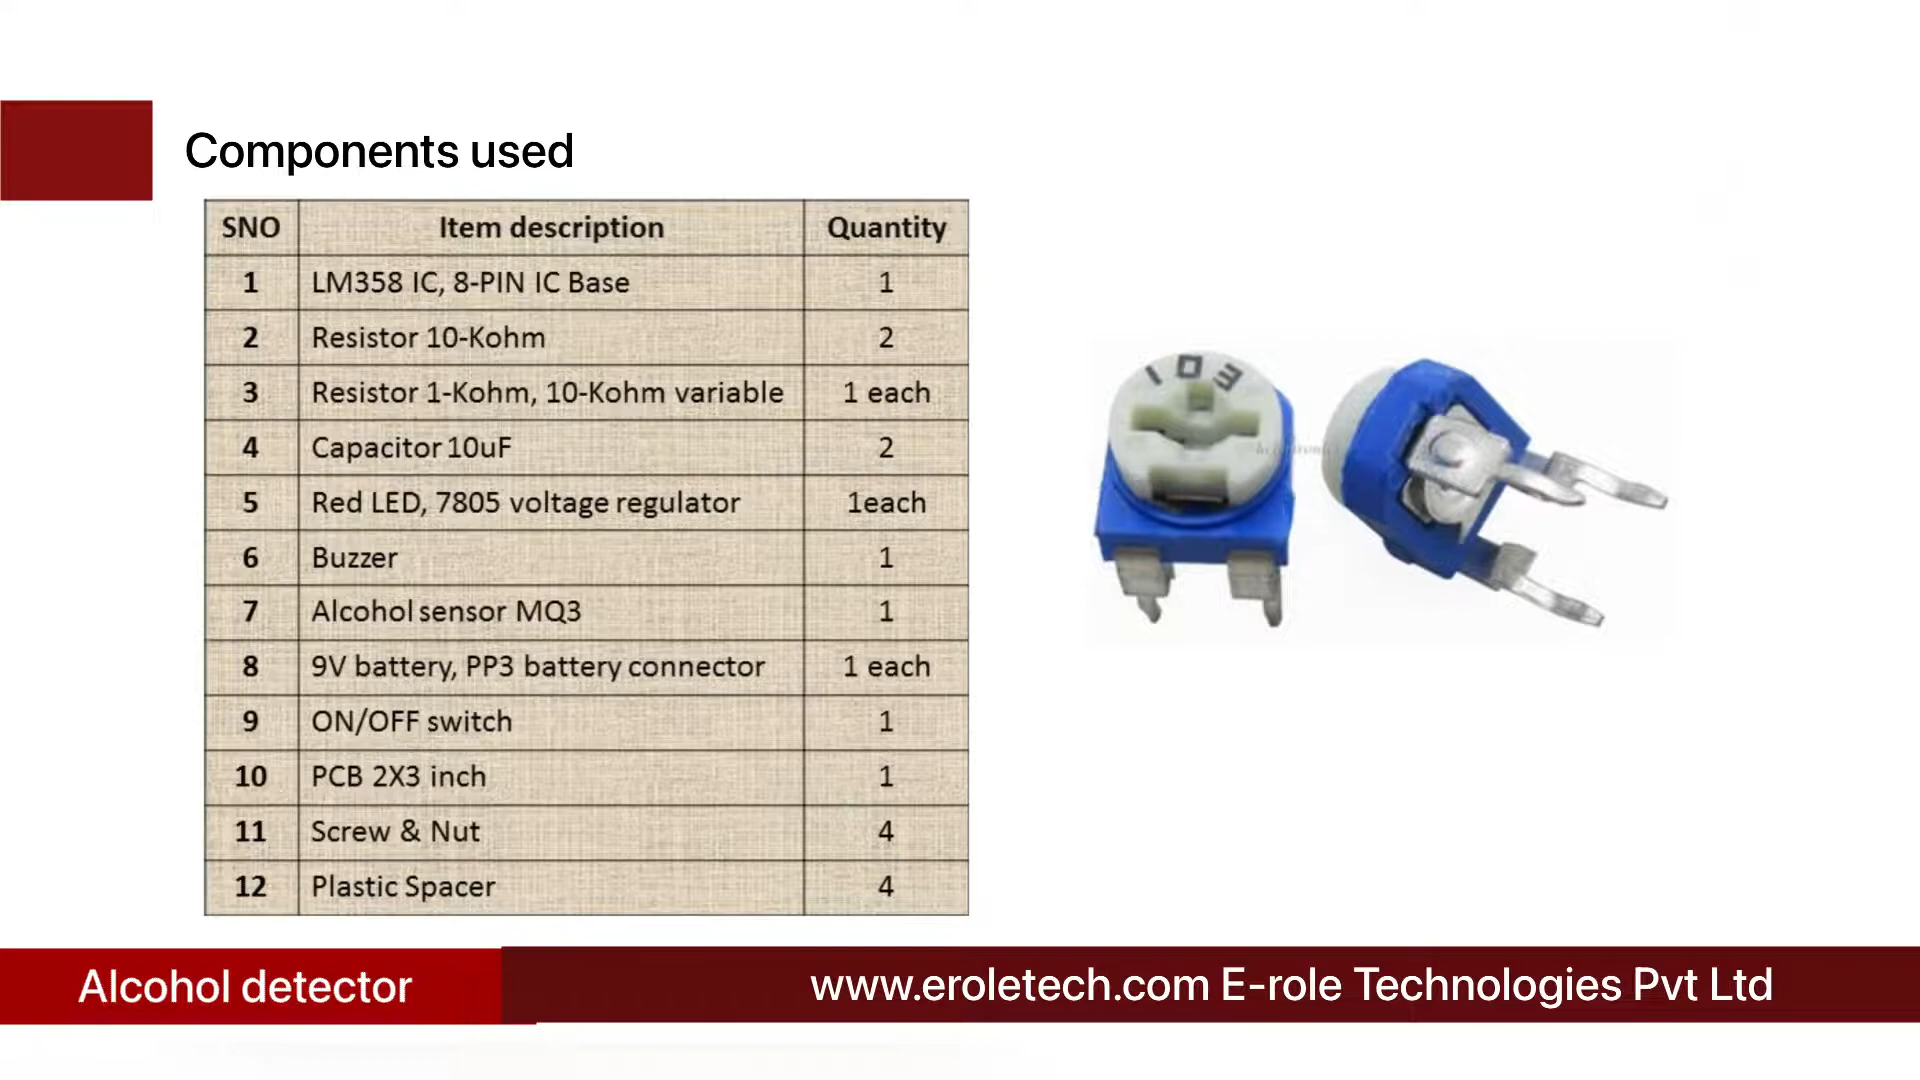 Components used
SNO Item description Quantity
1 LM358 IC, 8-PIN IC Base 1
2 Resistor 10-Kohm 2
3 Resistor 1-Kohm, 10-Kohm variable 1 each
4 Capacitor 10uF 2
5 Red LED, 7805 voltage regulator 1each
6 Buzzer 1
7 Alcohol sensor MQ3 1
8 9V battery, PP3 battery connector 1 each
9 ON/OFF switch 1
10 PCB 2X3 inch 1
11 Screw & Nut 4
12 Plastic Spacer 4
103
Alcohol detector
www.eroletech.com E-role Technologies Pvt Ltd